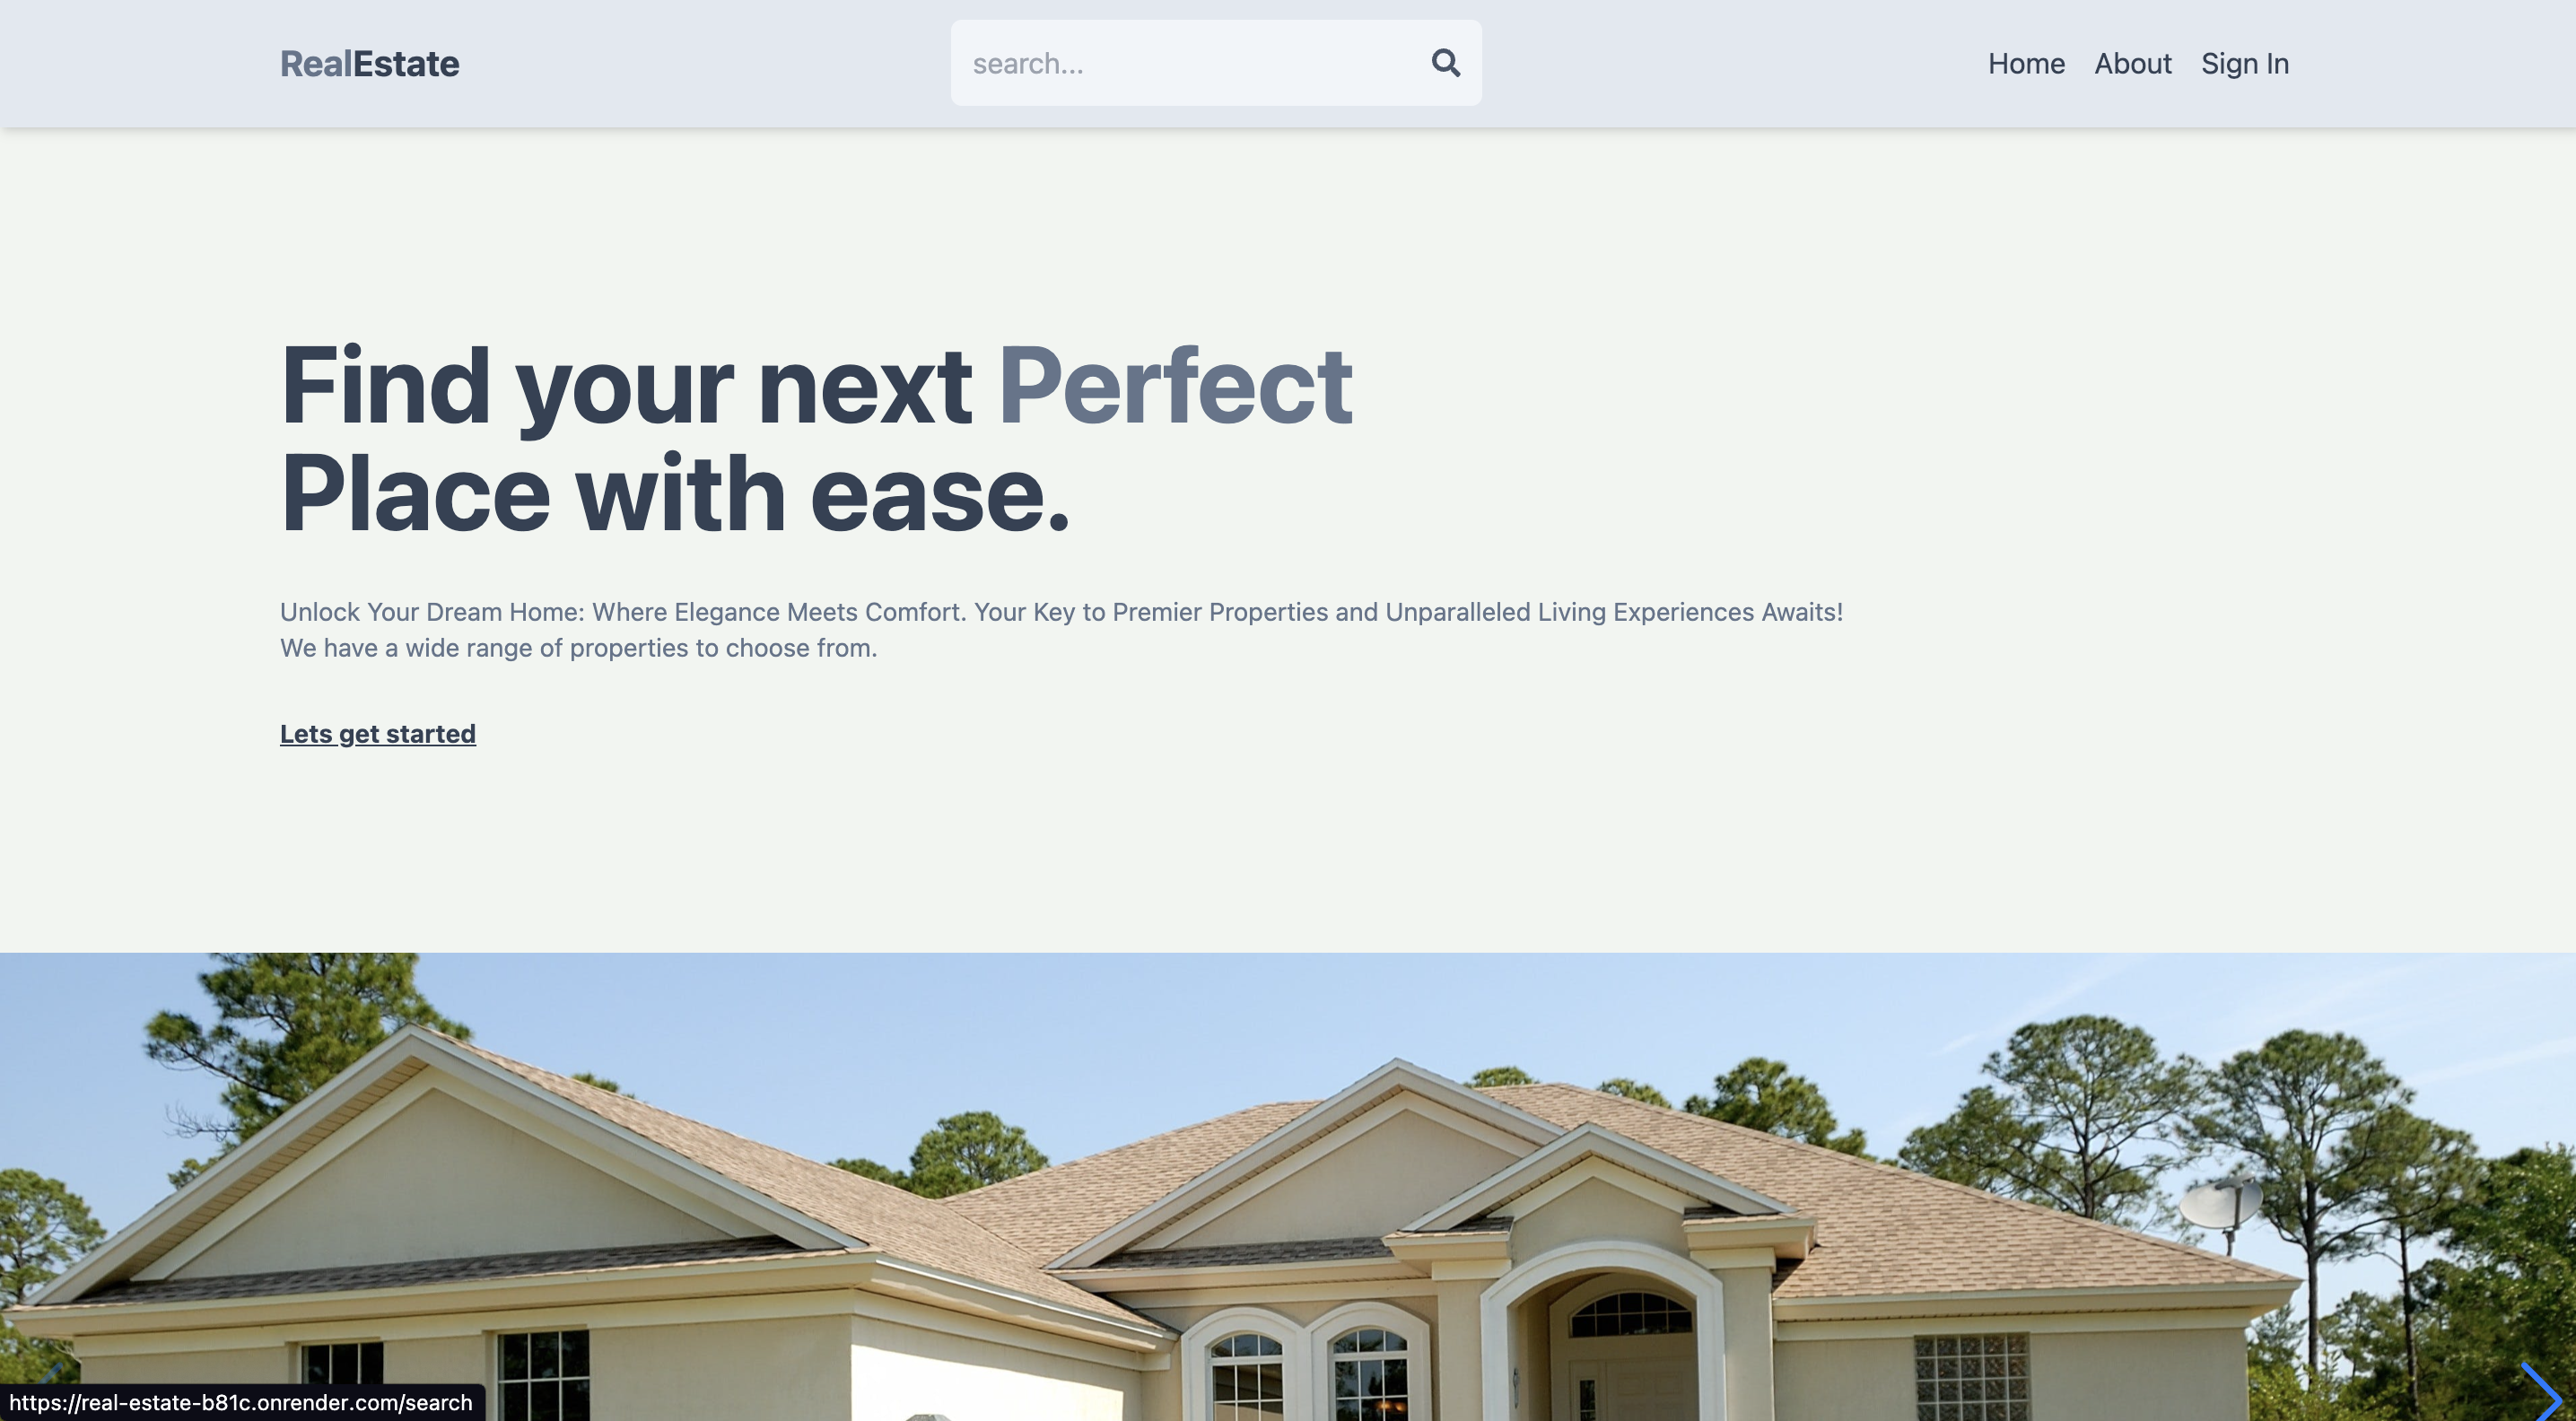 RealEstate
search...
Home About Sign In
Find your next Perfect
Place with ease.
Unlock Your Dream Home: Where Elegance Meets Comfort. Your Key to Premier Properties and Unparalleled Living Experiences Awaits!
We have a wide range of properties to choose from.
Lets get started
https://real-estate-b81c.onrender.com/search